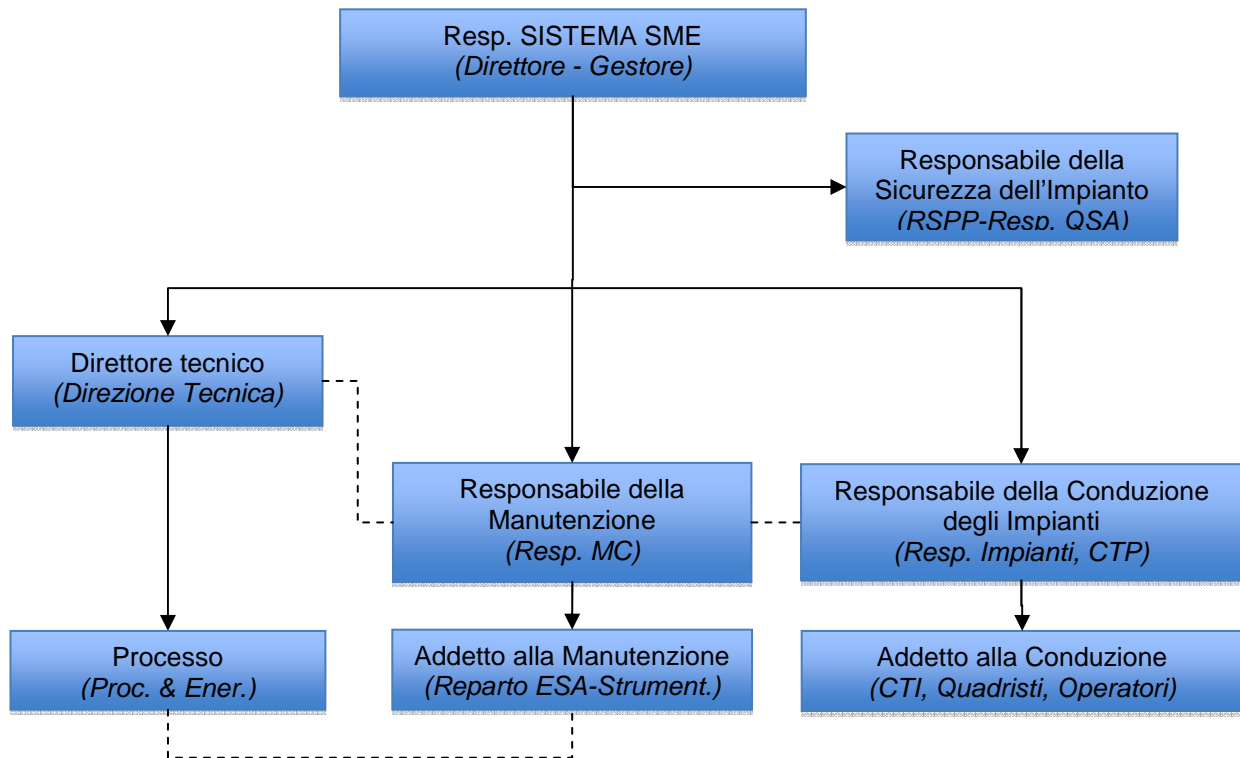 Resp. SISTEMA SME
(Direttore - Gestore)
Responsabile della
Sicurezza dell’Impianto
(RSPP-Resp. QSA)
Direttore tecnico
(Direzione Tecnica)
Responsabile della
Manutenzione
(Resp. MC)
Responsabile della Conduzione
degli Impianti
(Resp. Impianti, CTP)
Processo
(Proc. & Ener.)
Addetto alla Manutenzione
(Reparto ESA-Strument.)
Addetto alla Conduzione
(CTI, Quadristi, Operatori)